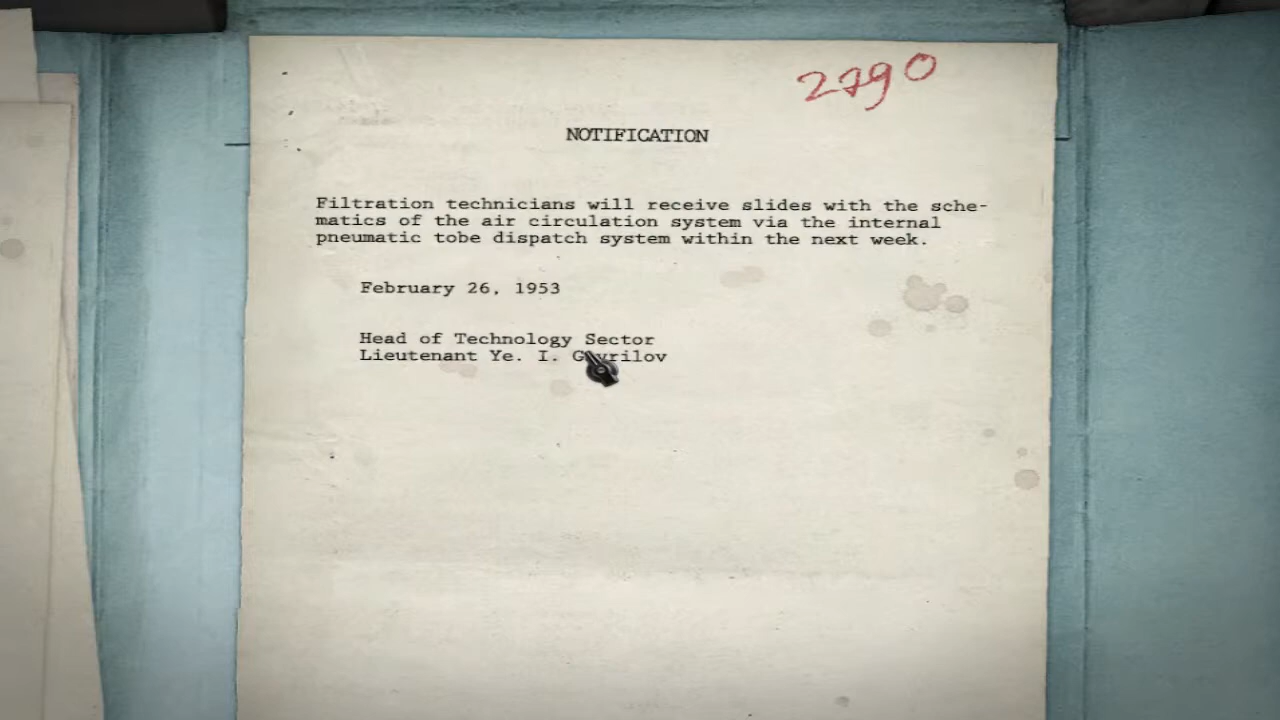 2790
NOTIFICATION
Filtration technicians will receive slides with the sche-
matics of the air circulation system via the internal
pneumatic tobe dispatch system within the next week.
February 26, 1953
Head of Technology Sector
Lieutenant Ye. I.